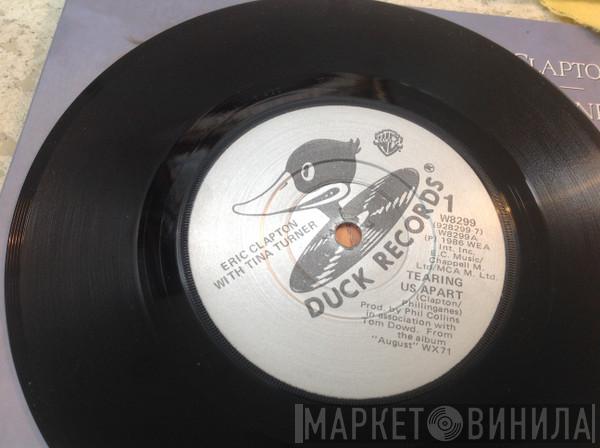 CLAPTO
ERIC CLAPTON
WITH TINA TURNER
DUCK RECORDS
1
W8299
(928299-7)
W8299A
(P) 1986 WEA
Int. Inc.
E.C. Music/
Chappell M.
Ltd/MCA M. Ltd.
TEARING
US APART
(Clapton/
Phillinganes)
Prod. by Phil Collins
in association with
Tom Dowd. From
the album
"August" WX71
МАРКЕТ ВИНИЛА